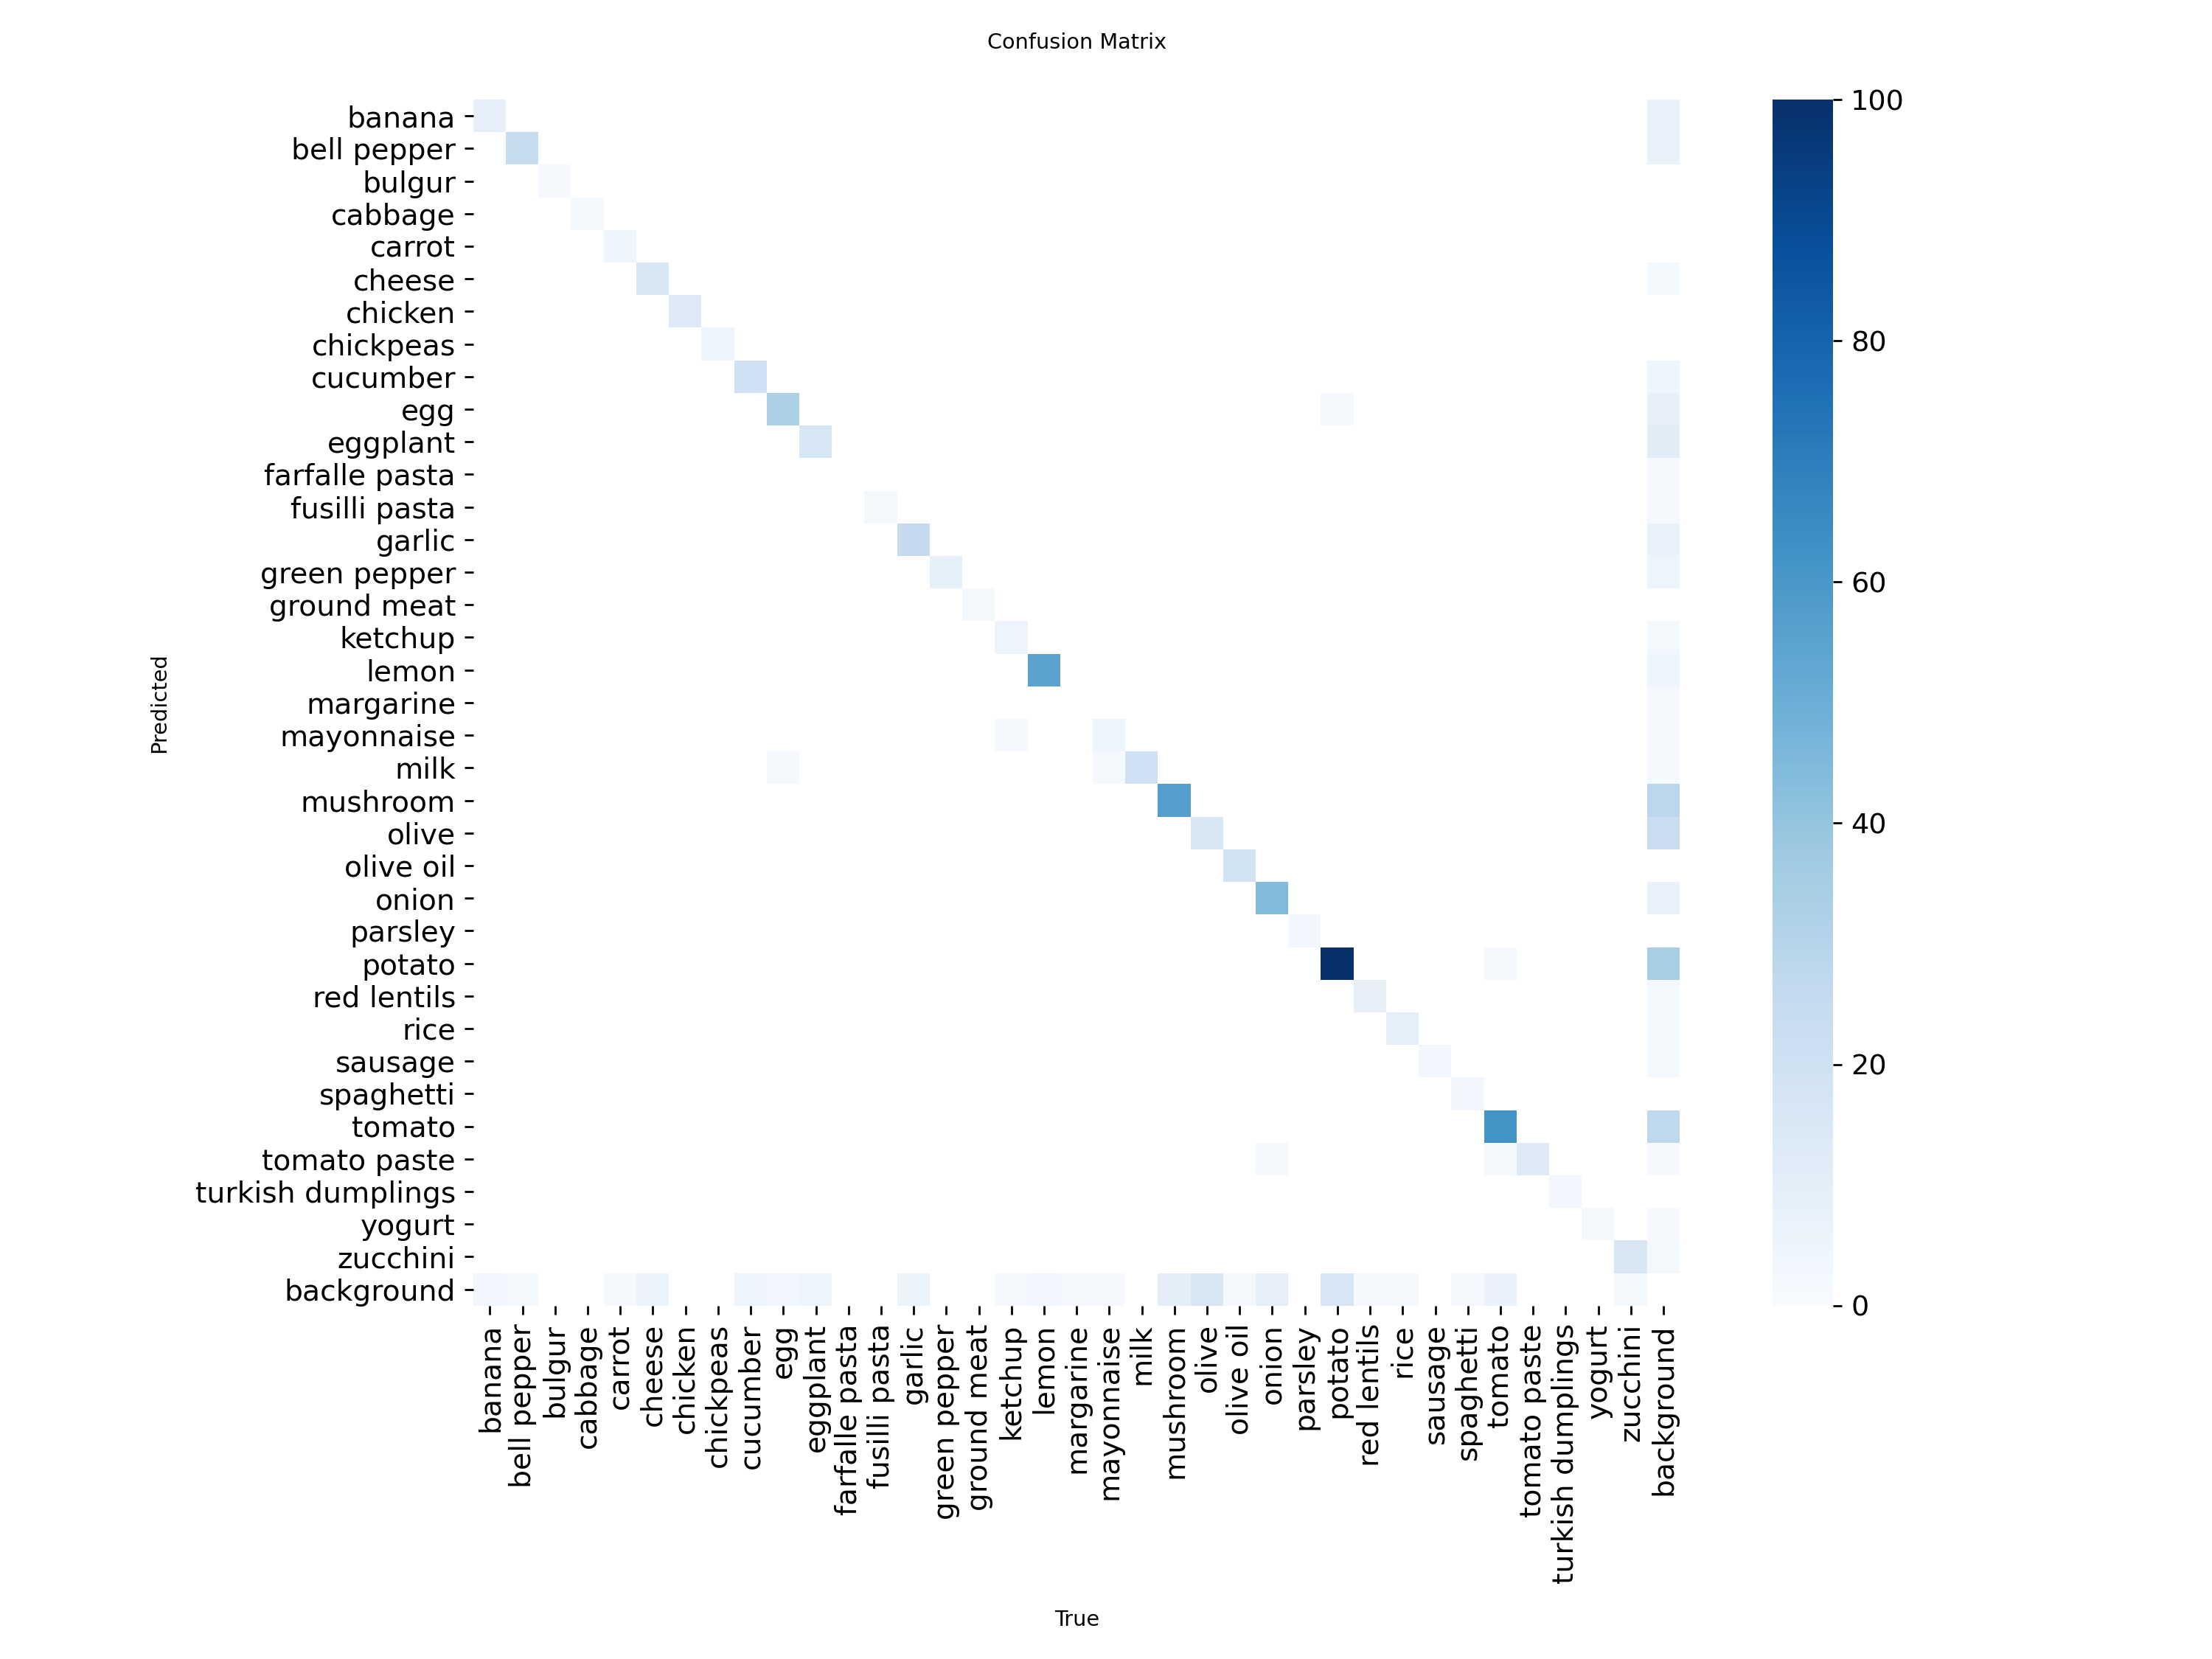 Confusion Matrix
banana
bell pepper
bulgur
cabbage
carrot
cheese
chicken
chickpeas
cucumber
egg
eggplant
farfalle pasta
fusilli pasta
garlic
green pepper
ground meat
ketchup
lemon
margarine
mayonnaise
milk
mushroom
olive
olive oil
onion
parsley
potato
red lentils
rice
sausage
spaghetti
tomato
tomato paste
turkish dumplings
yogurt
zucchini
background
Predicted
banana
bell pepper
bulgur
cabbage
carrot
cheese
chicken
chickpeas
cucumber
egg
eggplant
farfalle pasta
fusilli pasta
garlic
green pepper
ground meat
ketchup
lemon
margarine
mayonnaise
milk
mushroom
olive
olive oil
onion
parsley
potato
red lentils
rice
sausage
spaghetti
tomato
tomato paste
turkish dumplings
yogurt
zucchini
background
True
100
80
60
40
20
0